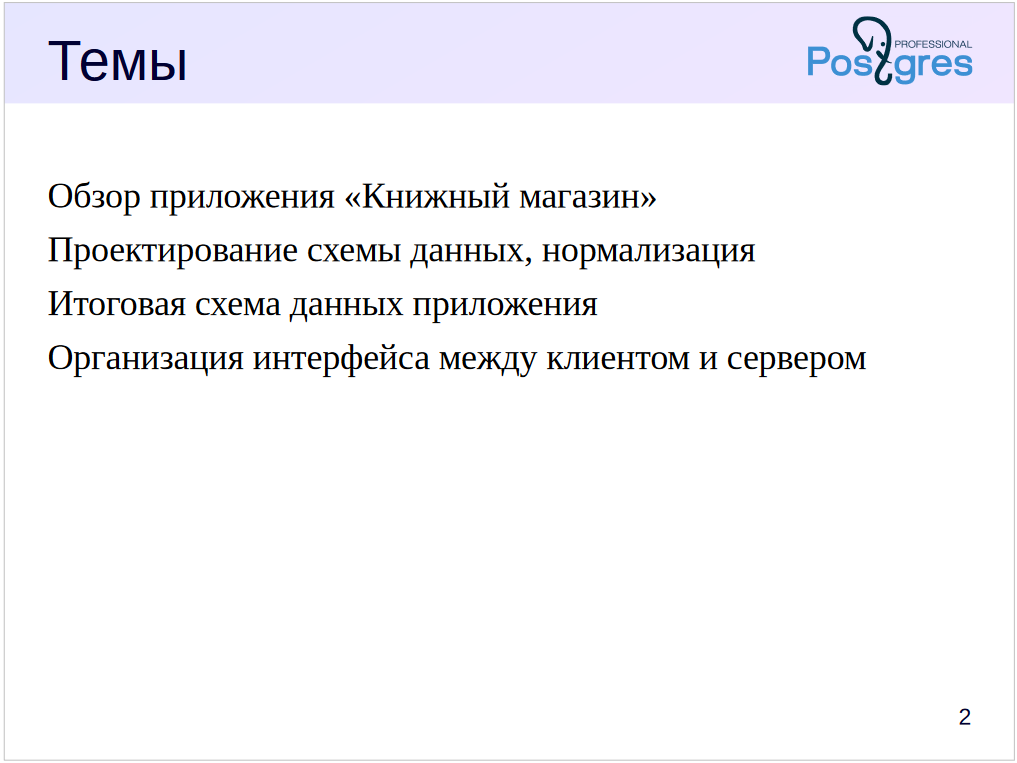 Темы
PROFESSIONAL
Postgres
Обзор приложения «Книжный магазин»
Проектирование схемы данных, нормализация
Итоговая схема данных приложения
Организация интерфейса между клиентом и сервером
2